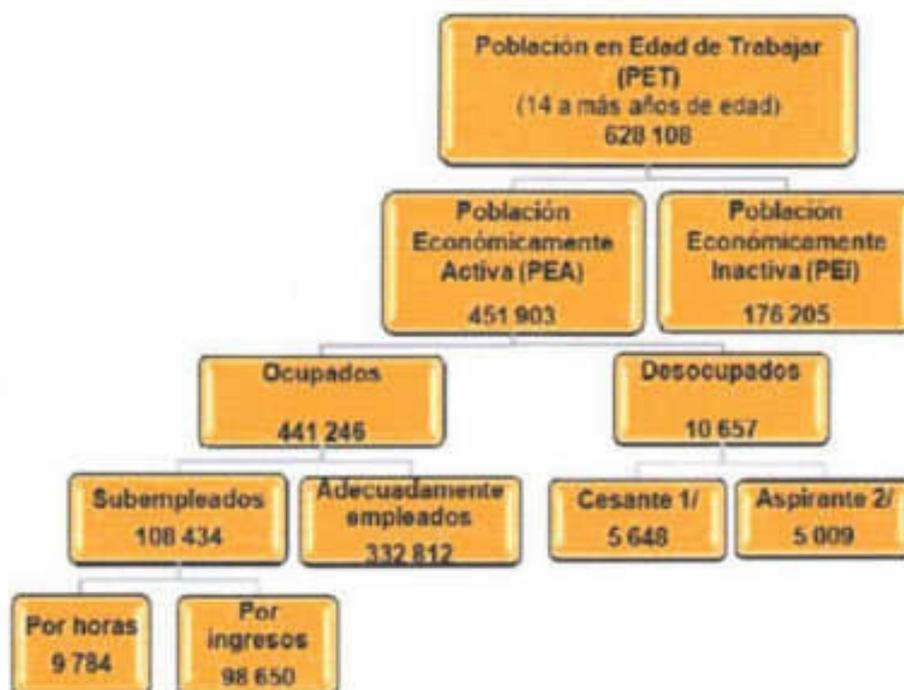 Población en Edad de Trabajar
(PET)
(14 a más años de edad)
628 108
Población
Económicamente
Activa (PEA)
451 903
Población
Económicamente
Inactiva (PEI)
176 205
Ocupados
441 246
Desocupados
10 657
Subempleados
108 434
Adecuadamente
empleados
332 812
Cesante 1/
5 648
Aspirante 2/
5 009
Por horas
9 784
Por
ingresos
98 650